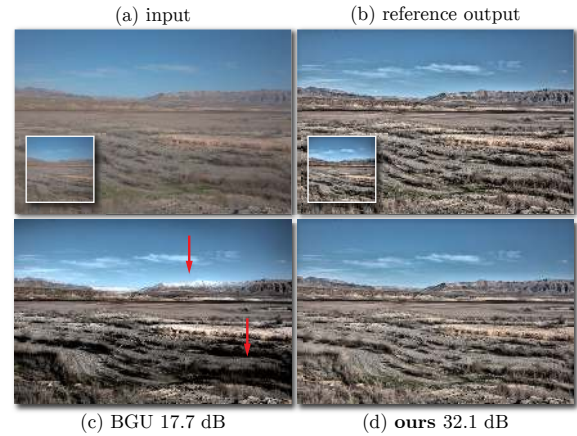 (a) input
(b) reference output
(c) BGU 17.7 dB
(d) ours 32.1 dB